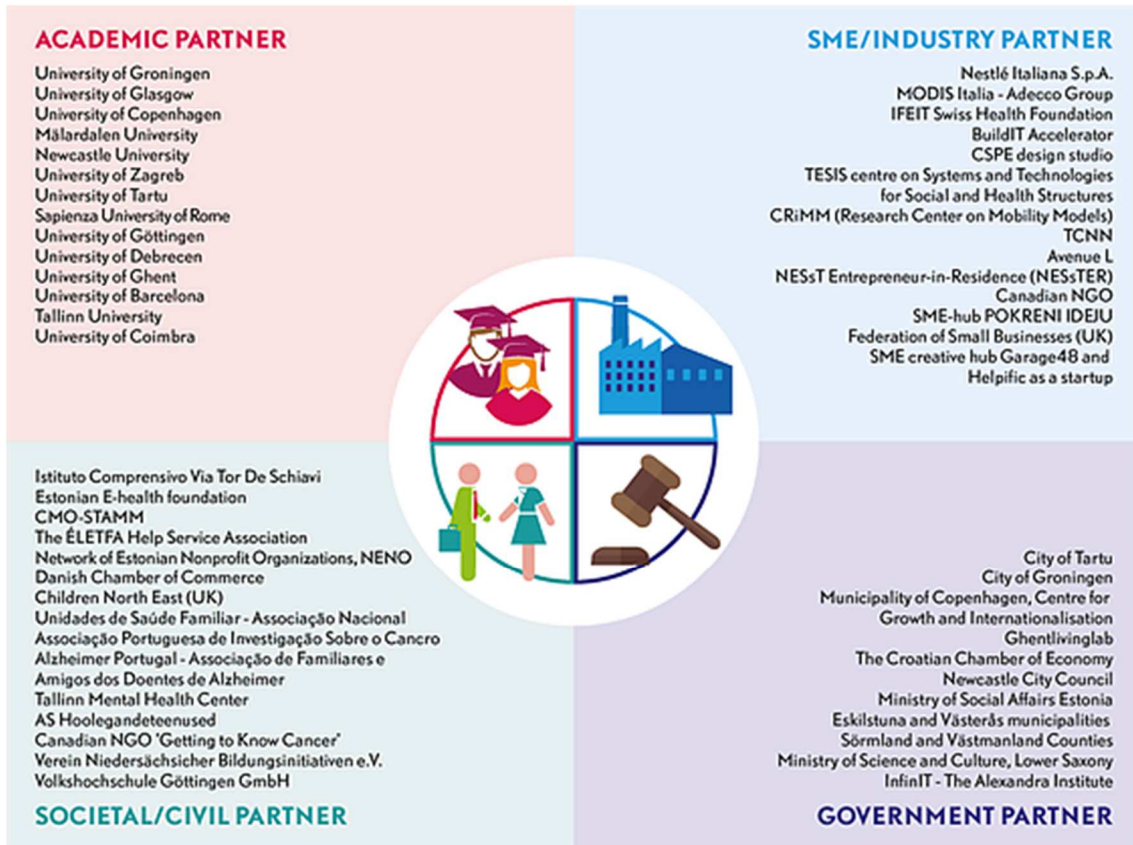 ACADEMIC PARTNER
University of Groningen
University of Glasgow
University of Copenhagen
Mälardalen University
Newcastle University
University of Zagreb
University of Tartu
Sapienza University of Rome
University of Göttingen
University of Debrecen
University of Ghent
University of Barcelona
Tallinn University
University of Coimbra
SME/INDUSTRY PARTNER
Nestlé Italiana S.p.A.
MODIS Italia - Adecco Group
IFEIT Swiss Health Foundation
BuildIT Accelerator
CSPE design studio
TESIS centre on Systems and Technologies
for Social and Health Structures
CRiMM (Research Center on Mobility Models)
TCNN
Avenue L
NESsT Entrepreneur-in-Residence (NESsTER)
Canadian NGO
SME-hub POKRENI IDEJU
Federation of Small Businesses (UK)
SME creative hub Garage48 and
Helpific as a startup
Istituto Comprensivo Via Tor De Schiavi
Estonian E-health foundation
CMO-STAMM
The ÉLETFA Help Service Association
Network of Estonian Nonprofit Organizations, NENO
Danish Chamber of Commerce
Children North East (UK)
Unidades de Saúde Familiar - Associação Nacional
Associação Portuguesa de Investigação Sobre o Cancro
Alzheimer Portugal - Associação de Familiares e
Amigos dos Doentes de Alzheimer
Tallinn Mental Health Center
AS Hoolegandeteenused
Canadian NGO 'Getting to Know Cancer'
Verein Niedersächsicher Bildungsinitiativen e.V.
Volkshochschule Göttingen GmbH
SOCIETAL/CIVIL PARTNER
City of Tartu
City of Groningen
Municipality of Copenhagen, Centre for
Growth and Internationalisation
Ghentlivinglab
The Croatian Chamber of Economy
Newcastle City Council
Ministry of Social Affairs Estonia
Eskilstuna and Västerås municipalities
Sörmland and Västmanland Counties
Ministry of Science and Culture, Lower Saxony
InfinIT - The Alexandra Institute
GOVERNMENT PARTNER